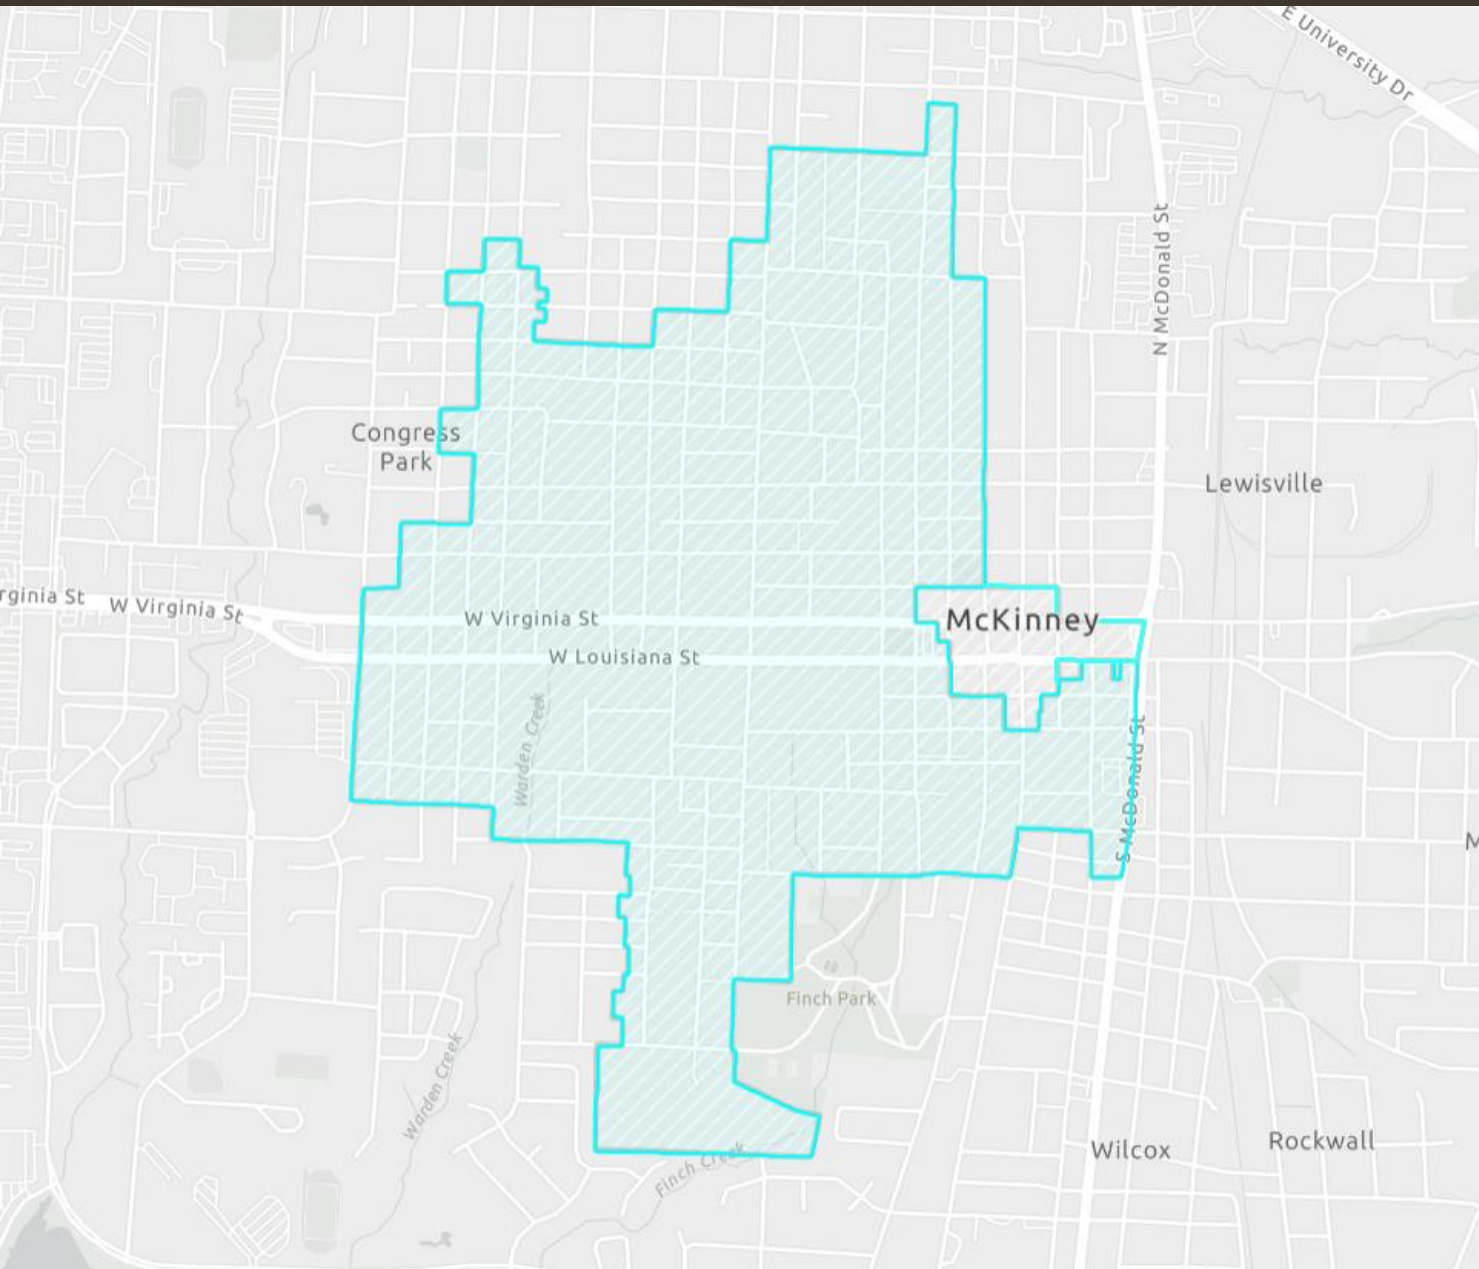 E University Dr
N McDonald St
Congress
Park
Lewisville
rginia St
W Virginia St
W Virginia St
McKinney
W Louisiana St
Warden Creek
S McDonald St
M
Finch Park
Warden Creek
Wilcox
Rockwall
Finch Creek